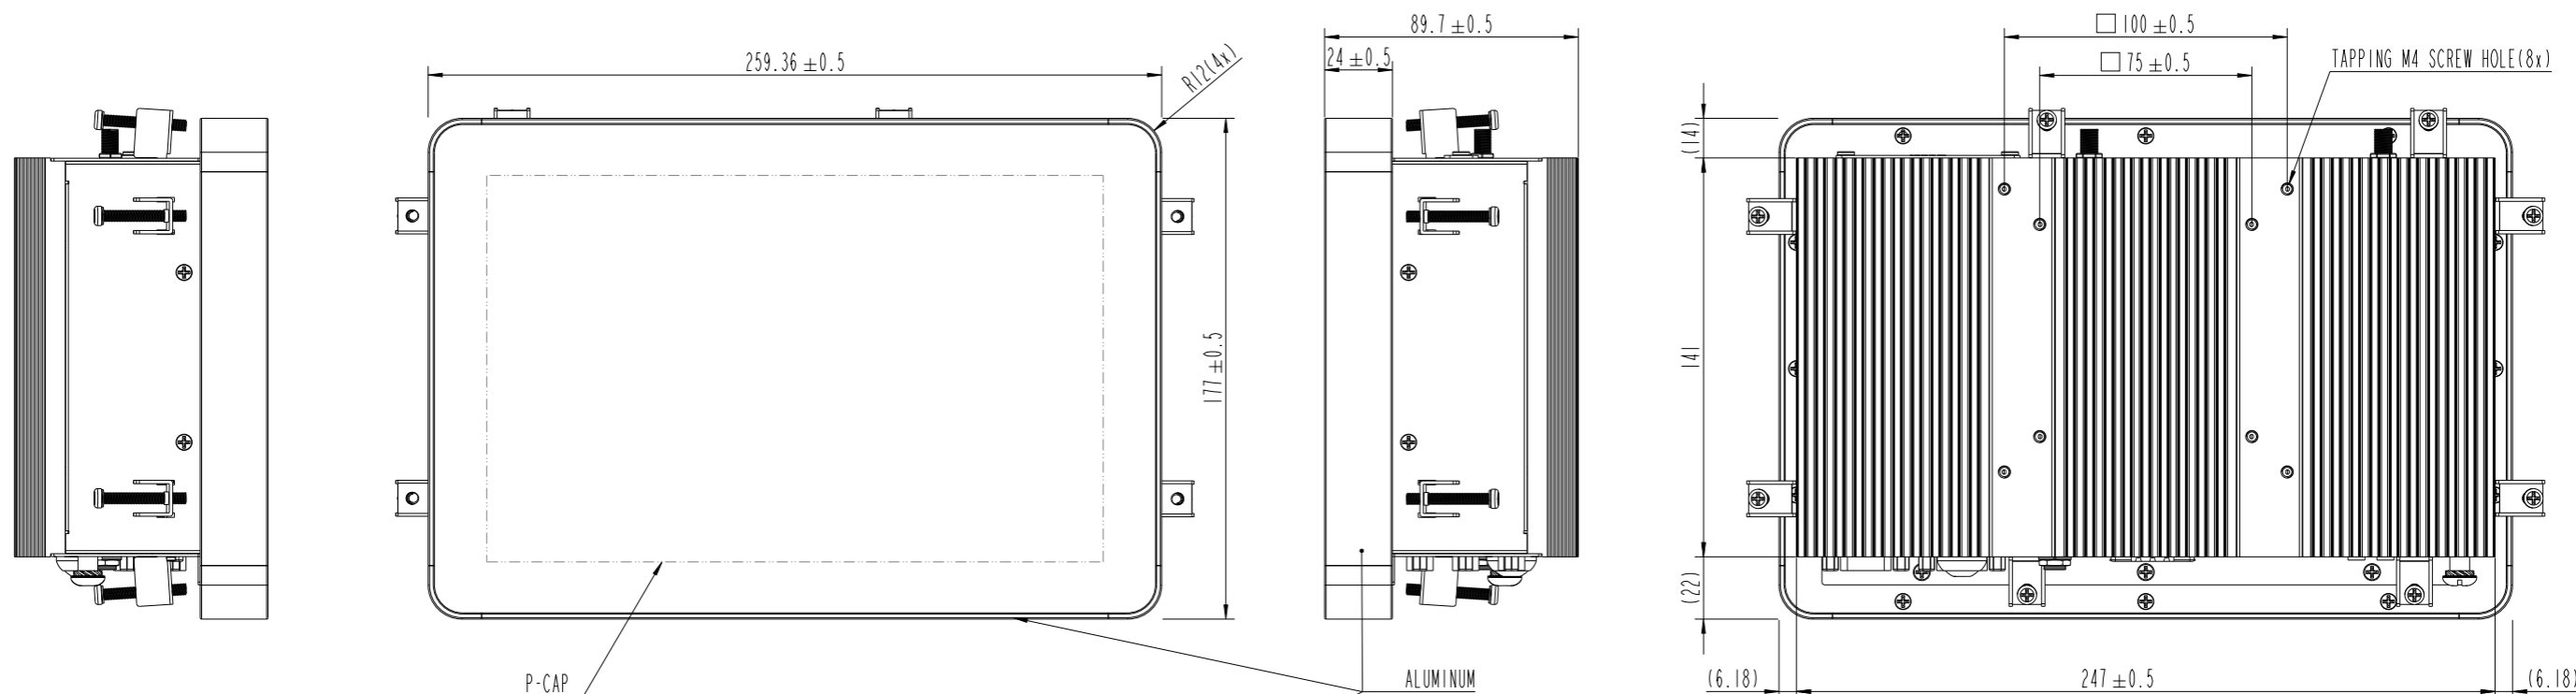 259.36 ±0.5
R12(4x)
177 ±0.5
P-CAP
89.7 ±0.5
24 ±0.5
ALUMINUM
□ 100 ±0.5
□ 75 ±0.5
TAPPING M4 SCREW HOLE(8x)
(14)
141
(22)
(6.18)
247 ±0.5
(6.18)